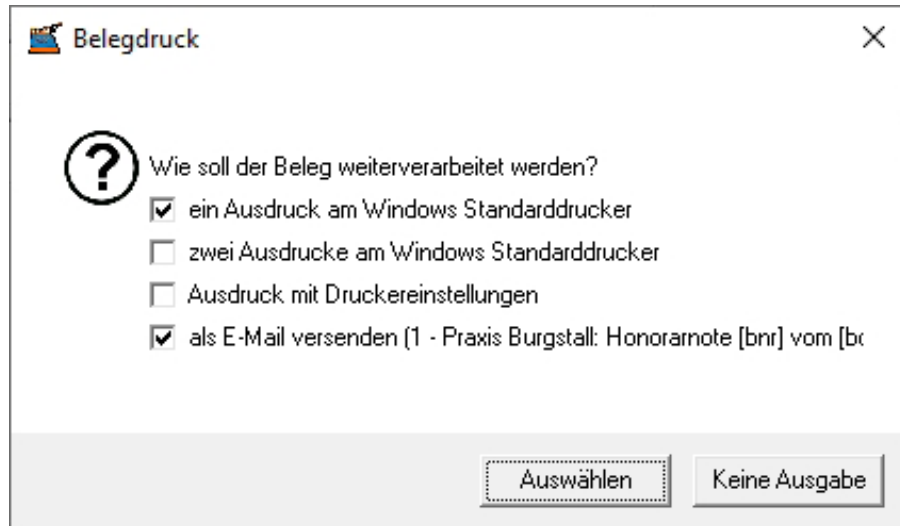 Belegdruck
Wie soll der Beleg weiterverarbeitet werden?
ein Ausdruck am Windows Standarddrucker
zwei Ausdrucke am Windows Standarddrucker
Ausdruck mit Druckereinstellungen
als E-Mail versenden (1 - Praxis Burgstall: Honorarnote [bnr] vom
Auswählen
Keine Ausgabe